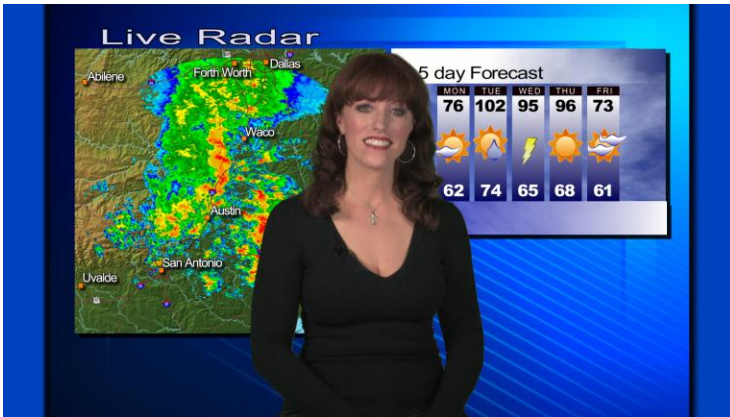 Live Radar
Abilene
Forth Worth
Dallas
Waco
Austin
San Antonio
Uvalde
5 day Forecast
MON TUE WED THU FRI
76 102 95 96 73
62 74 65 68 61